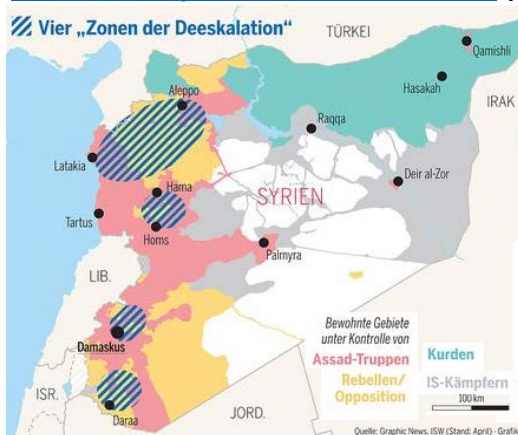 Vier „Zonen der Deeskalation“
TÜRKEI
Qamishli
Aleppo
Hasakah
IRAK
Raqqa
Latakia
Deir al-Zor
Hama
SYRIEN
Tartus
Homs
Palmyra
LIB.
Damaskus
Bewohnte Gebiete
unter Kontrolle von
Assad-Truppen
Kurden
Rebellen/
Opposition
IS-Kämpfern
ISR.
100 km
Daraa
JORD.
Quelle: Graphic News, ISW (Stand: April) · Grafik